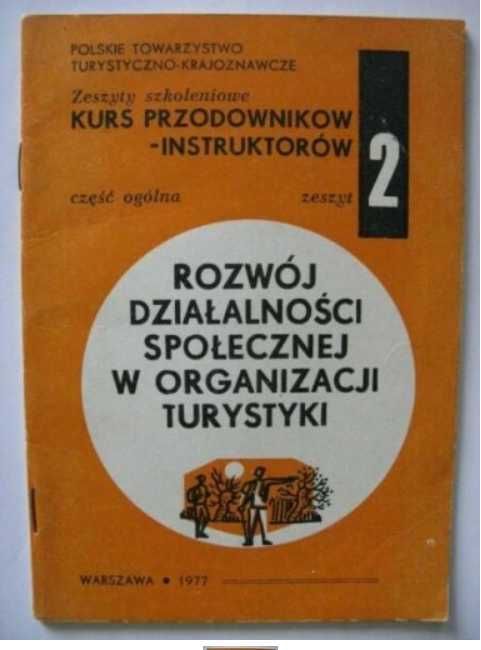 POLSKIE TOWARZYSTWO
TURYSTYCZNO-KRAJOZNAWCZE
Zeszyty szkoleniowe
KURS PRZODOWNIKOW
-INSTRUKTORÓW
część ogólna zeszyt 2
ROZWÓJ
DZIAŁALNOŚCI
SPOŁECZNEJ
W ORGANIZACJI
TURYSTYKI
WARSZAWA • 1977